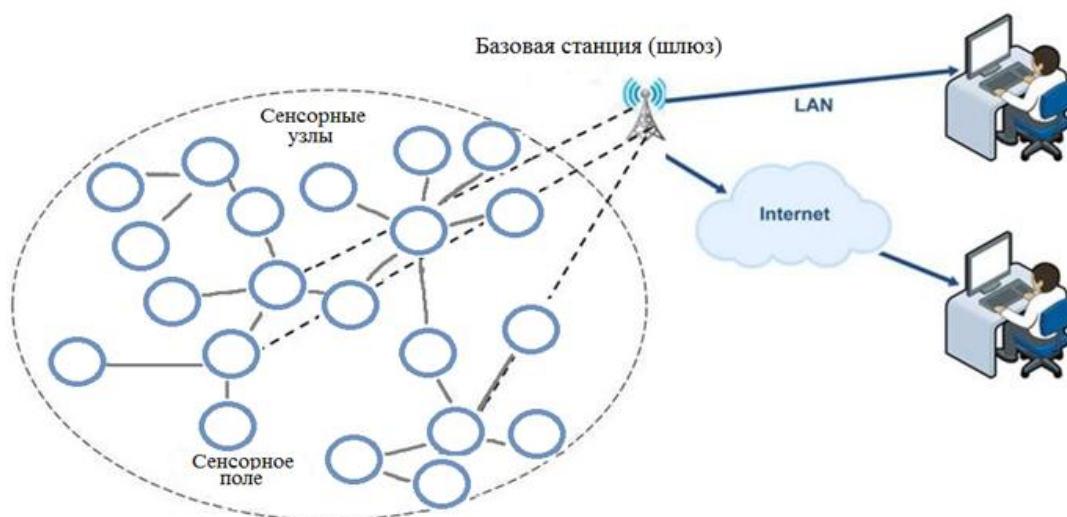 Базовая станция (шлюз)
LAN
Сенсорные
узлы
Internet
Сенсорное
поле